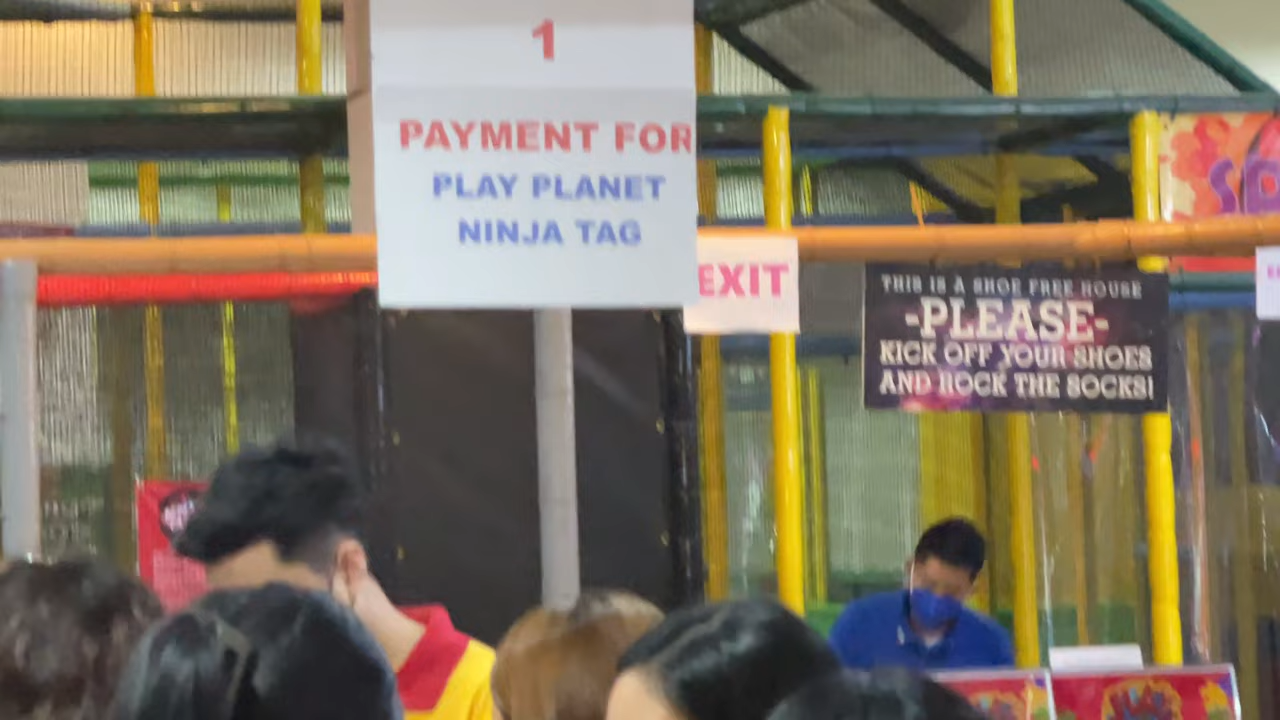 1
PAYMENT FOR
PLAY PLANET
NINJA TAG
EXIT
THIS IS A SHOE FREE HOUSE
-PLEASE-
KICK OFF YOUR SHOES
AND ROCK THE SOCKS!